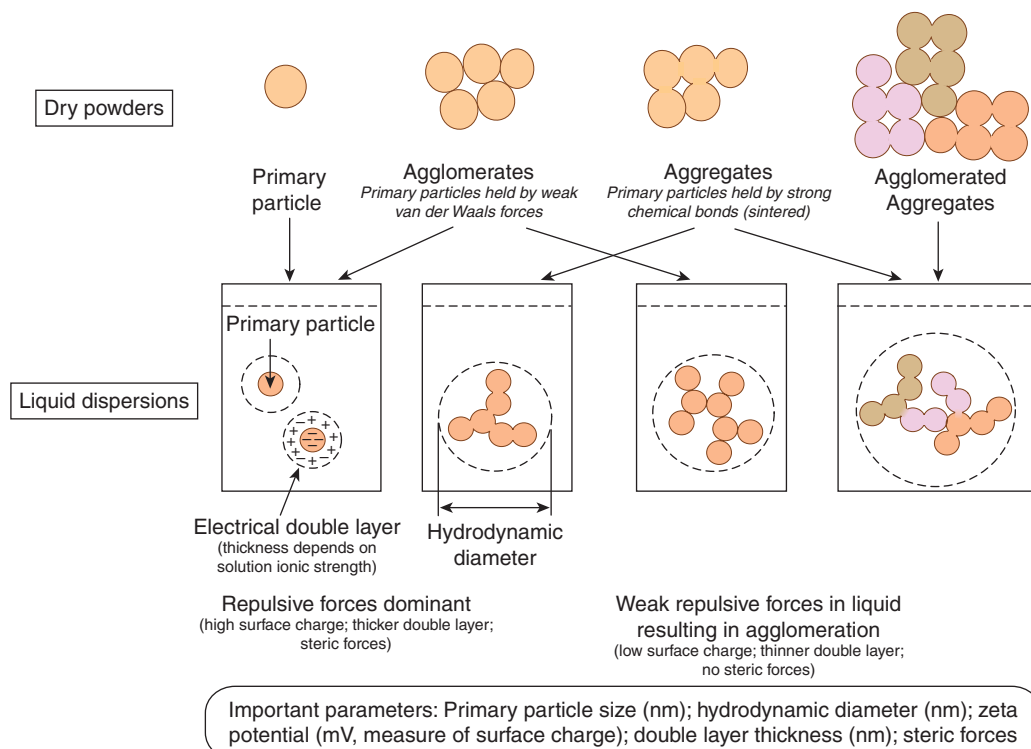 Dry powders
Primary
particle
Agglomerates
Primary particles held by weak
van der Waals forces
Aggregates
Primary particles held by strong
chemical bonds (sintered)
Agglomerated
Aggregates
Liquid dispersions
Primary particle
Electrical double layer
(thickness depends on
solution ionic strength)
Hydrodynamic
diameter
Repulsive forces dominant
(high surface charge; thicker double layer;
steric forces)
Weak repulsive forces in liquid
resulting in agglomeration
(low surface charge; thinner double layer;
no steric forces)
Important parameters: Primary particle size (nm); hydrodynamic diameter (nm); zeta
potential (mV, measure of surface charge); double layer thickness (nm); steric forces